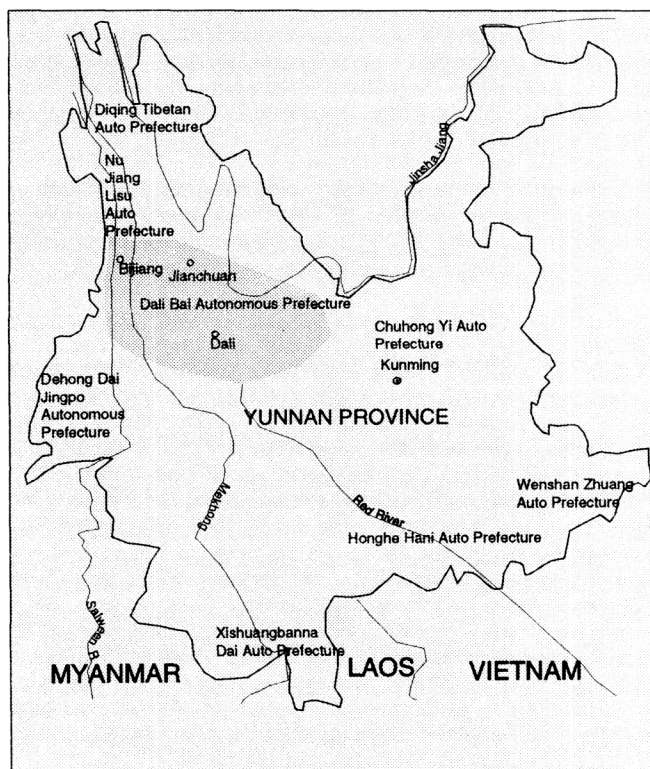 Diqing Tibetan
Auto Prefecture
Jinsha Jiang
Nu
Jiang
Lisu
Auto
Prefecture
Bijiang
Jianchuan
Dali Bai Autonomous Prefecture
Dali
Chuhong Yi Auto
Prefecture
Kunming
Dehong Dai
Jingpo
Autonomous
Prefecture
YUNNAN PROVINCE
Mekhong
Red River
Wenshan Zhuang
Auto Prefecture
Honghe Hani Auto Prefecture
Salween R.
Xishuangbanna
Dai Auto Prefecture
MYANMAR
LAOS
VIETNAM